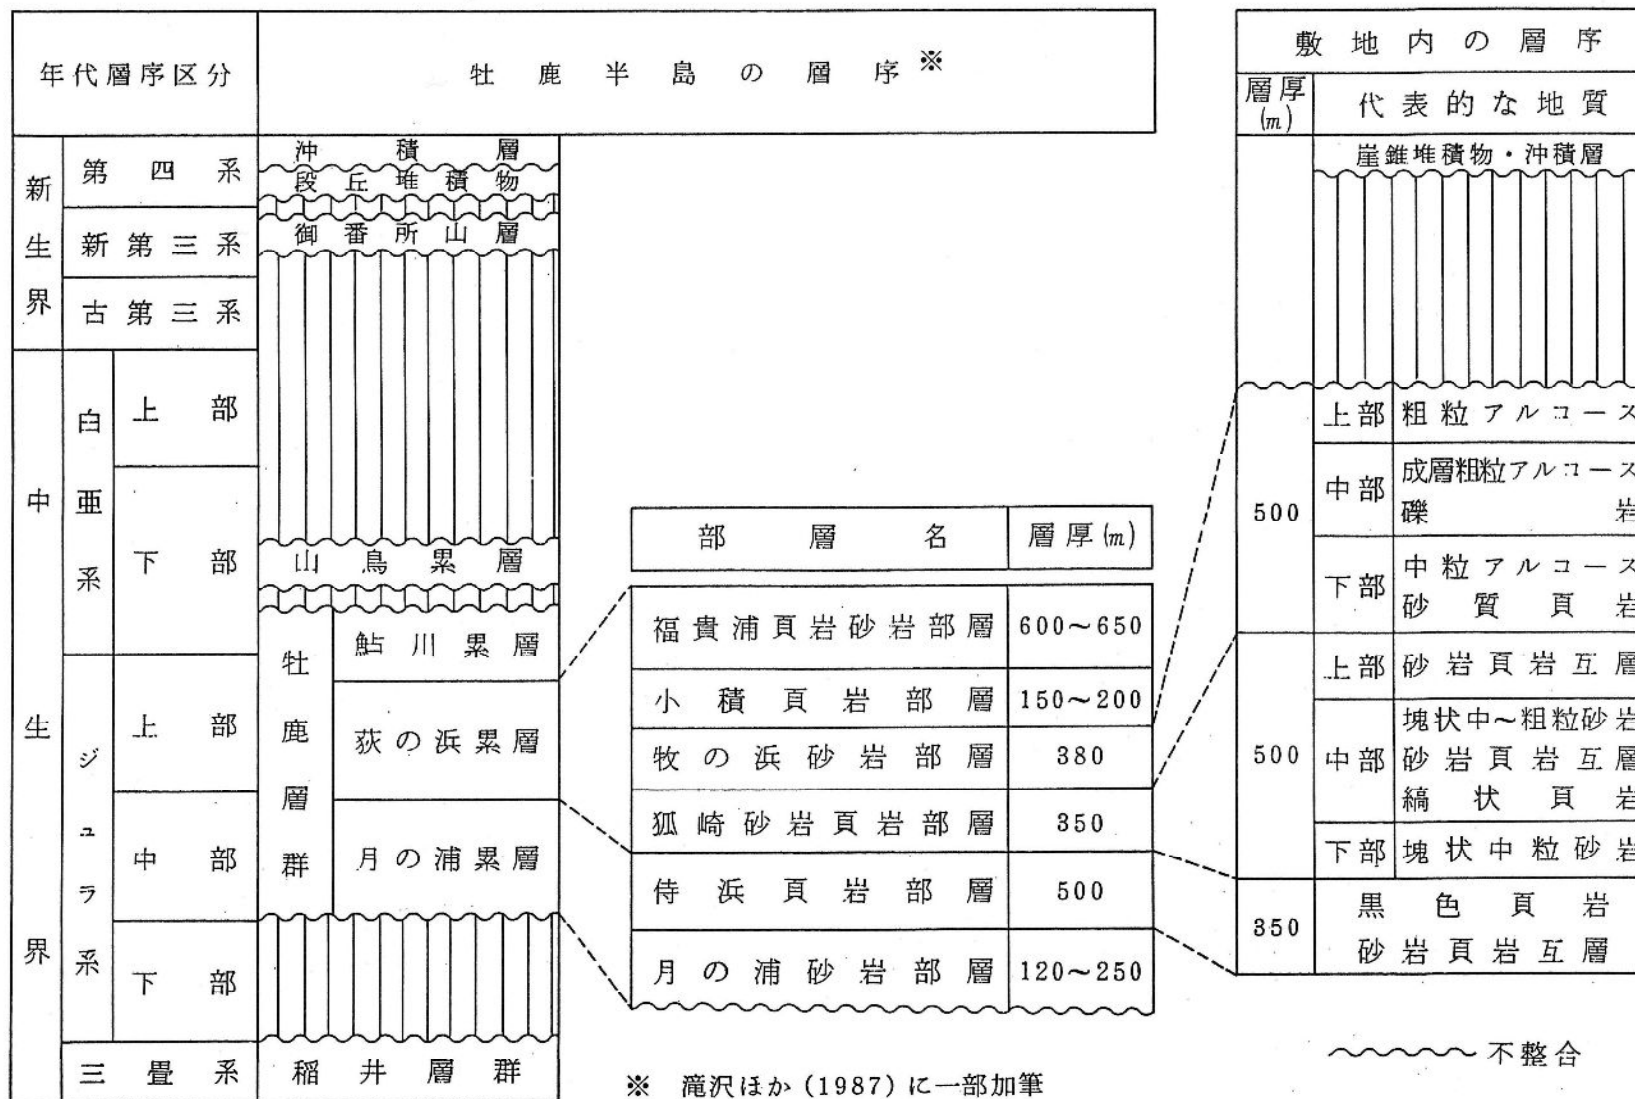 年代層序区分
牡鹿半島の層序※
新生界
第四系
新第三系
古第三系
中生界
白亜系
上部
下部
ジュラ系
上部
中部
下部
三畳系
沖積層
段丘堆積物
御番所山層
山鳥累層
牡鹿層群
鮎川累層
荻の浜累層
月の浦累層
稲井層群
部層名 層厚(m)
福貴浦頁岩砂岩部層 600~650
小積頁岩部層 150~200
牧の浜砂岩部層 380
狐崎砂岩頁岩部層 350
侍浜頁岩部層 500
月の浦砂岩部層 120~250
※ 滝沢ほか(1987)に一部加筆
敷地内の層序
層厚(m)
代表的な地質
崖錐堆積物・沖積層
500
上部 粗粒アルコース
中部 成層粗粒アルコース
礫岩
下部 中粒アルコース
砂質頁岩
500
上部 砂岩頁岩互層
中部 塊状中~粗粒砂岩
砂岩頁岩互層
縞状頁岩
下部 塊状中粒砂岩
350
黒色頁岩
砂岩頁岩互層
不整合